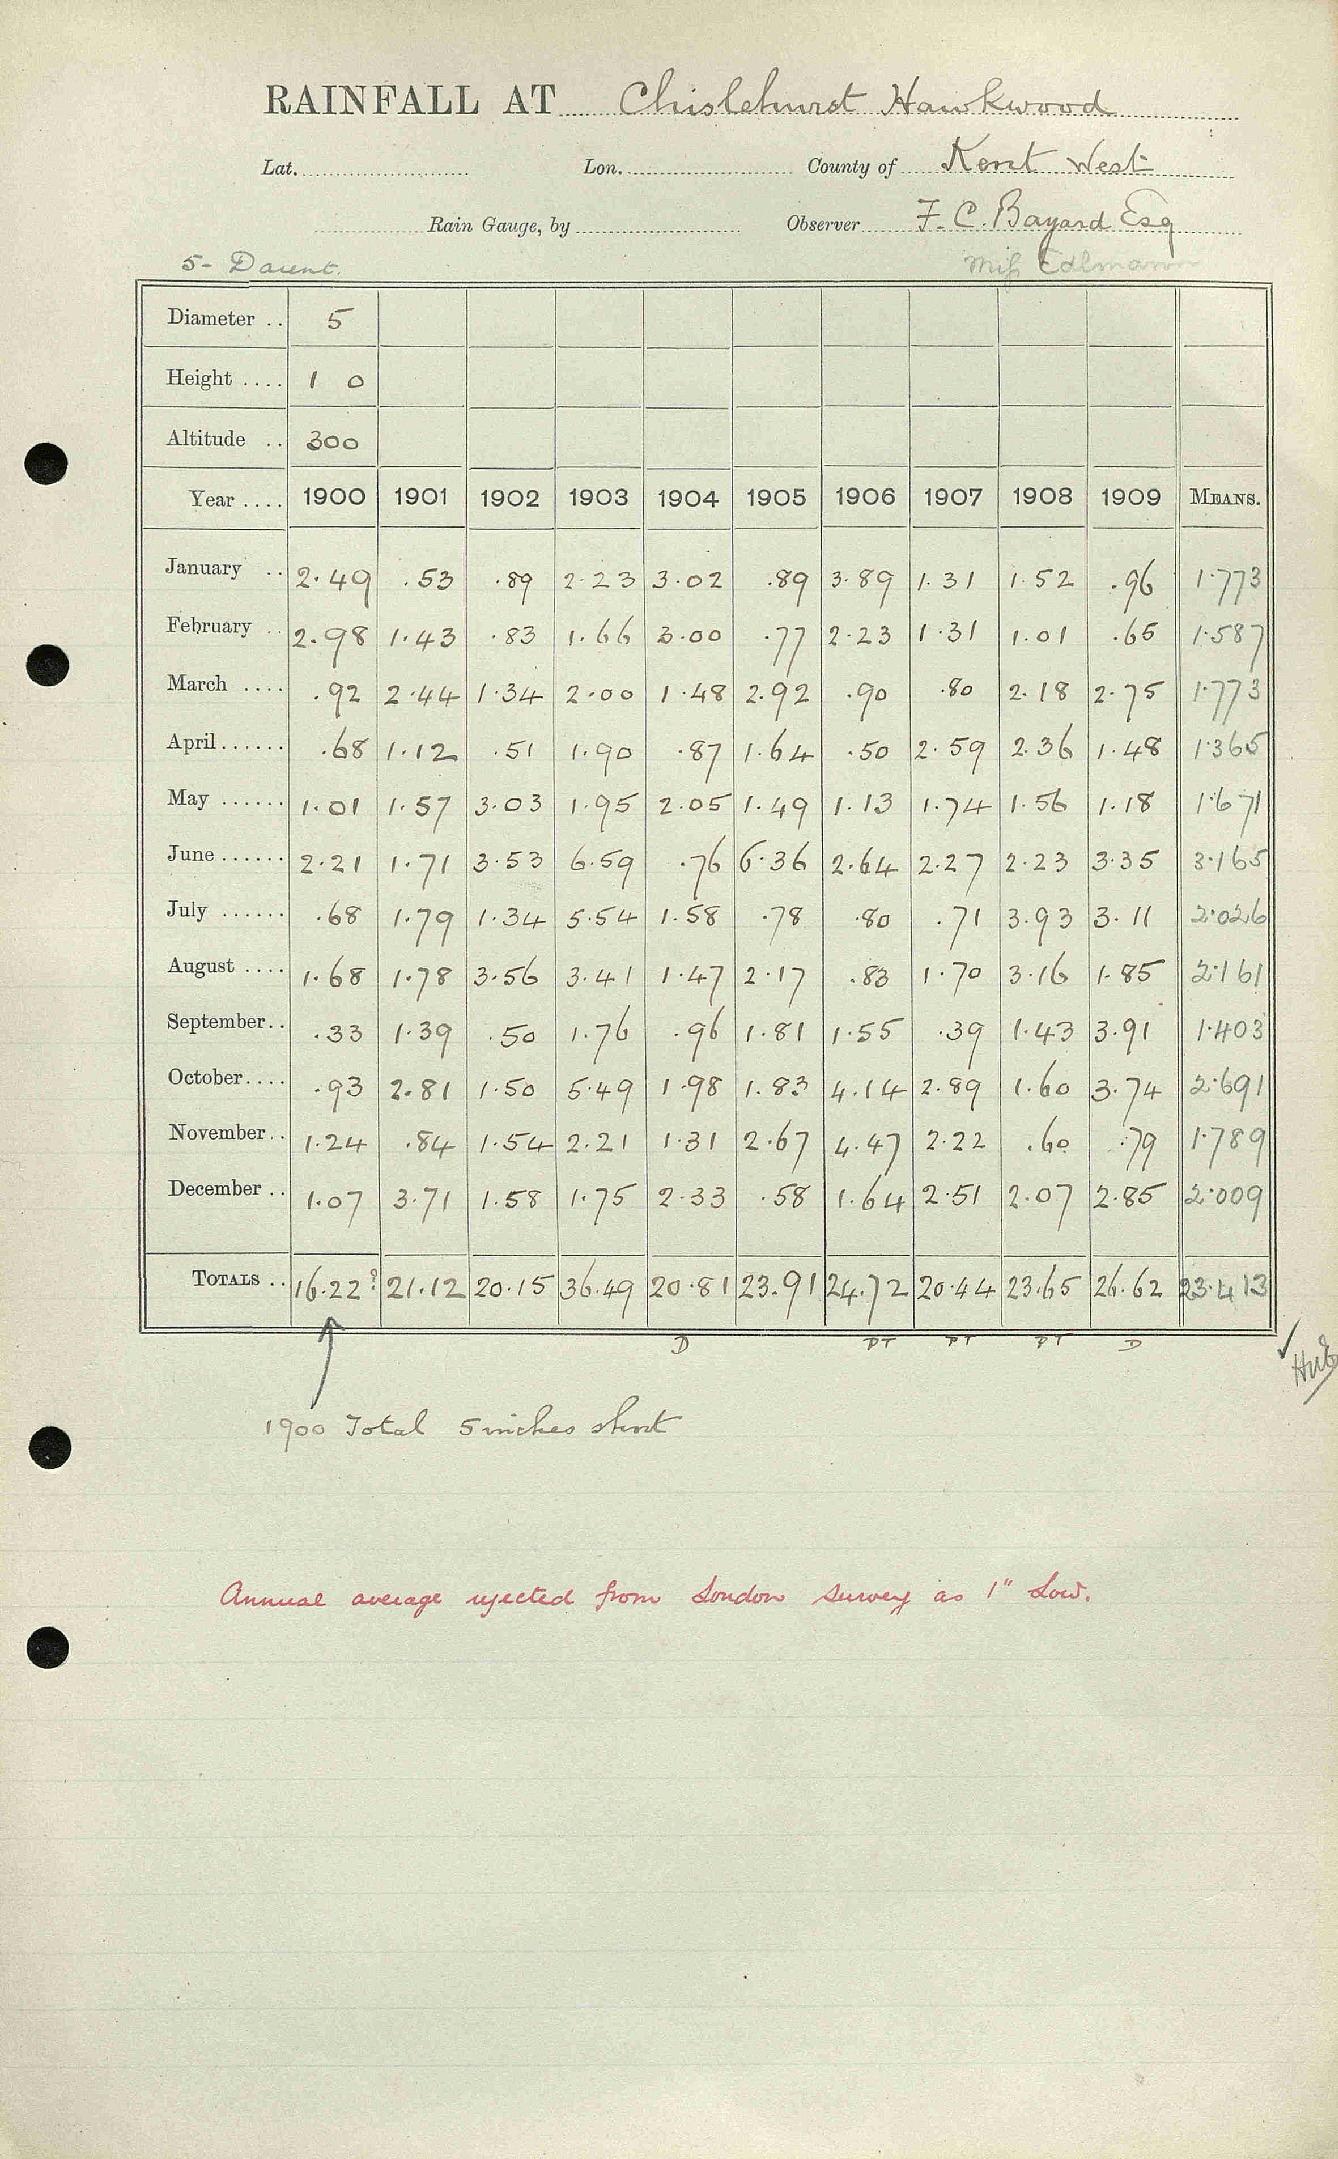 RAINFALL AT Chislehurst Hawkwood
Lat. Lon. County of Kent West
Rain Gauge, by Observer F. C. Bayard Esq
5- Darent. Miss Edlmann
Diameter .. 5
Height .... 1 0
Altitude .. 300
Year .... 1900 1901 1902 1903 1904 1905 1906 1907 1908 1909 MEANS.
January .. 2.49 .53 .89 2.23 3.02 .89 3.89 1.31 1.52 .96 1.773
February .. 2.98 1.43 .83 1.66 3.00 .77 2.23 1.31 1.01 .65 1.587
March .... .92 2.44 1.34 2.00 1.48 2.92 .90 .80 2.18 2.75 1.773
April...... .68 1.12 .51 1.90 .87 1.64 .50 2.59 2.36 1.48 1.365
May ...... 1.01 1.57 3.03 1.95 2.05 1.49 1.13 1.74 1.56 1.18 1.671
June...... 2.21 1.71 3.53 6.59 .76 6.36 2.64 2.27 2.23 3.35 3.165
July ...... .68 1.79 1.34 5.54 1.58 .78 .80 .71 3.93 3.11 2.026
August .... 1.68 1.78 3.56 3.41 1.47 2.17 .83 1.70 3.16 1.85 2.161
September.. .33 1.39 .50 1.76 .96 1.81 1.55 .39 1.43 3.91 1.403
October.... .93 2.81 1.50 5.49 1.98 1.83 4.14 2.89 1.60 3.74 2.691
November.. 1.24 .84 1.54 2.21 1.31 2.67 4.47 2.22 .60 .79 1.789
December .. 1.07 3.71 1.58 1.75 2.33 .58 1.64 2.51 2.07 2.85 2.009
TOTALS .. 16.22? 21.12 20.15 36.49 20.81 23.91 24.72 20.44 23.65 26.62 23.413
D PT PT PT D
1900 Total 5 inches short
Annual average rejected from London Survey as 1" Low.